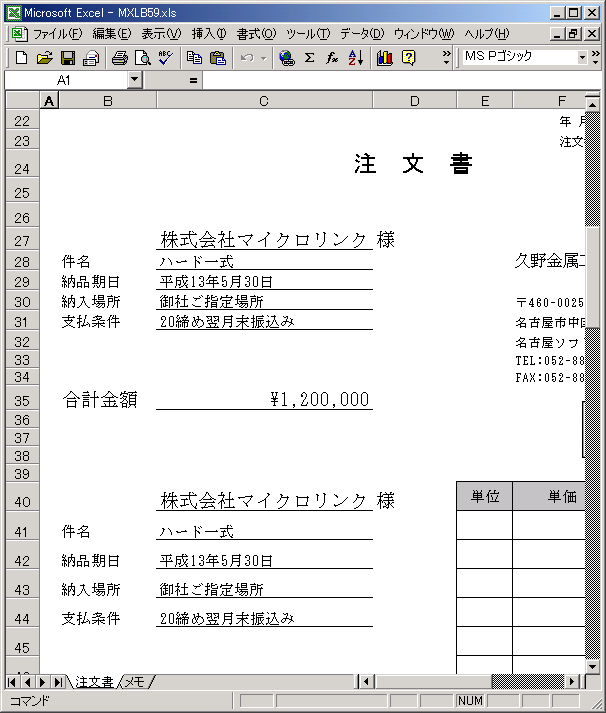 Microsoft Excel - MXLB59.xls
ファイル(F) 編集(E) 表示(V) 挿入(I) 書式(O) ツール(T) データ(D) ウィンドウ(W) ヘルプ(H)
MS Pゴシック
A1 =
A B C D E F
22 年 月
23 注文
24 注 文 書
25
26
27 株式会社マイクロリンク 様
28 件名 ハード一式 久野金属工
29 納品期日 平成13年5月30日
30 納入場所 御社ご指定場所 〒460-0025
31 支払条件 20締め翌月末振込み 名古屋市中区
32 名古屋ソフ
33 TEL:052-88
34 FAX:052-88
35 合計金額 ¥1,200,000
36
37
38
39
40 株式会社マイクロリンク 様 単位 単価
41 件名 ハード一式
42 納品期日 平成13年5月30日
43 納入場所 御社ご指定場所
44 支払条件 20締め翌月末振込み
45
注文書 メモ
コマンド NUM